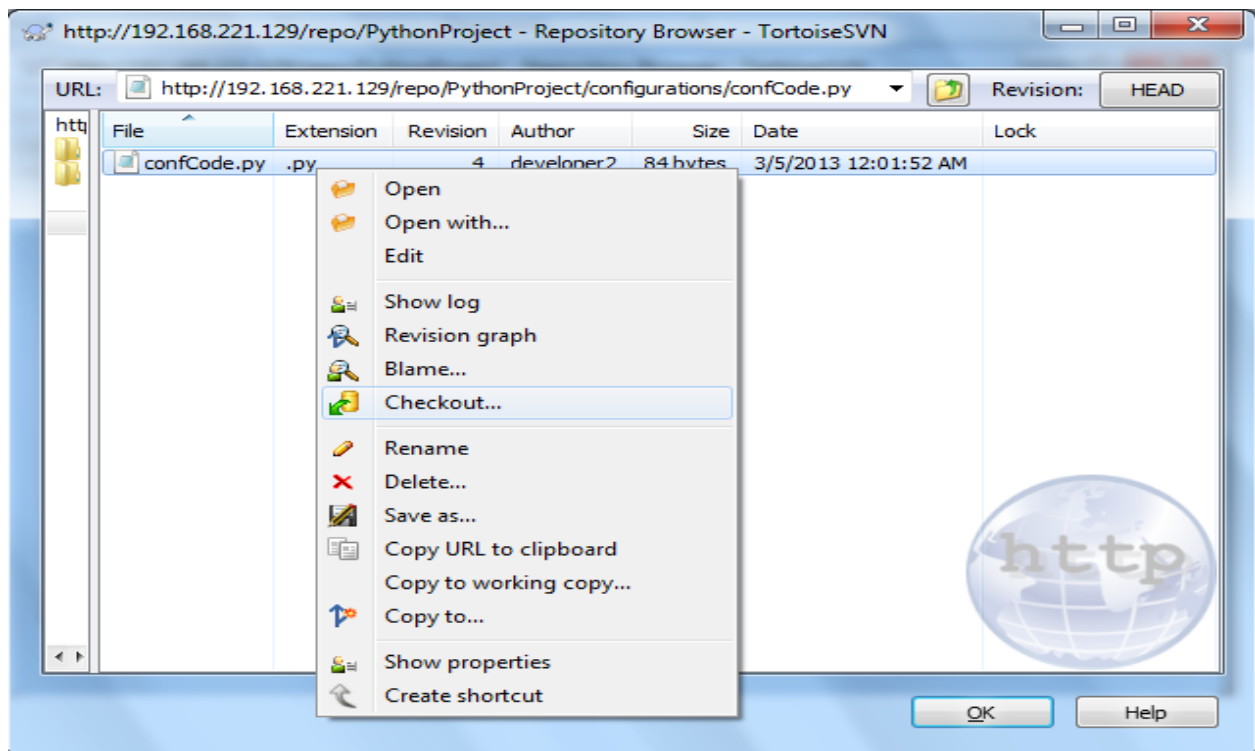 http://192.168.221.129/repo/PythonProject - Repository Browser - TortoiseSVN
URL: http://192.168.221.129/repo/PythonProject/configurations/confCode.py Revision: HEAD
htt File Extension Revision Author Size Date Lock
confCode.py .py 4 developer2 84 bytes 3/5/2013 12:01:52 AM
Open
Open with...
Edit
Show log
Revision graph
Blame...
Checkout...
Rename
Delete...
Save as...
Copy URL to clipboard
Copy to working copy...
Copy to...
Show properties
Create shortcut
http
OK Help